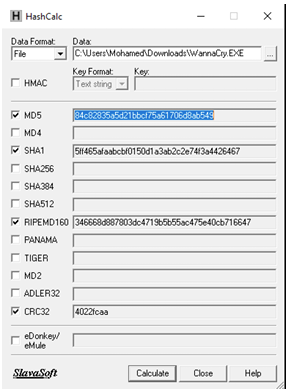 HashCalc
Data Format: Data:
File C:\Users\Mohamed\Downloads\WannaCry.EXE ...
Key Format: Key:
HMAC Text string
MD5 84c82835a5d21bbcf75a61706d8ab549
MD4
SHA1 5ff465afaabcbf0150d1a3ab2c2e74f3a4426467
SHA256
SHA384
SHA512
RIPEMD160 346668d887803dc4719b5b55ac475e40cb716647
PANAMA
TIGER
MD2
ADLER32
CRC32 4022fcaa
eDonkey/
eMule
SlavaSoft Calculate Close Help